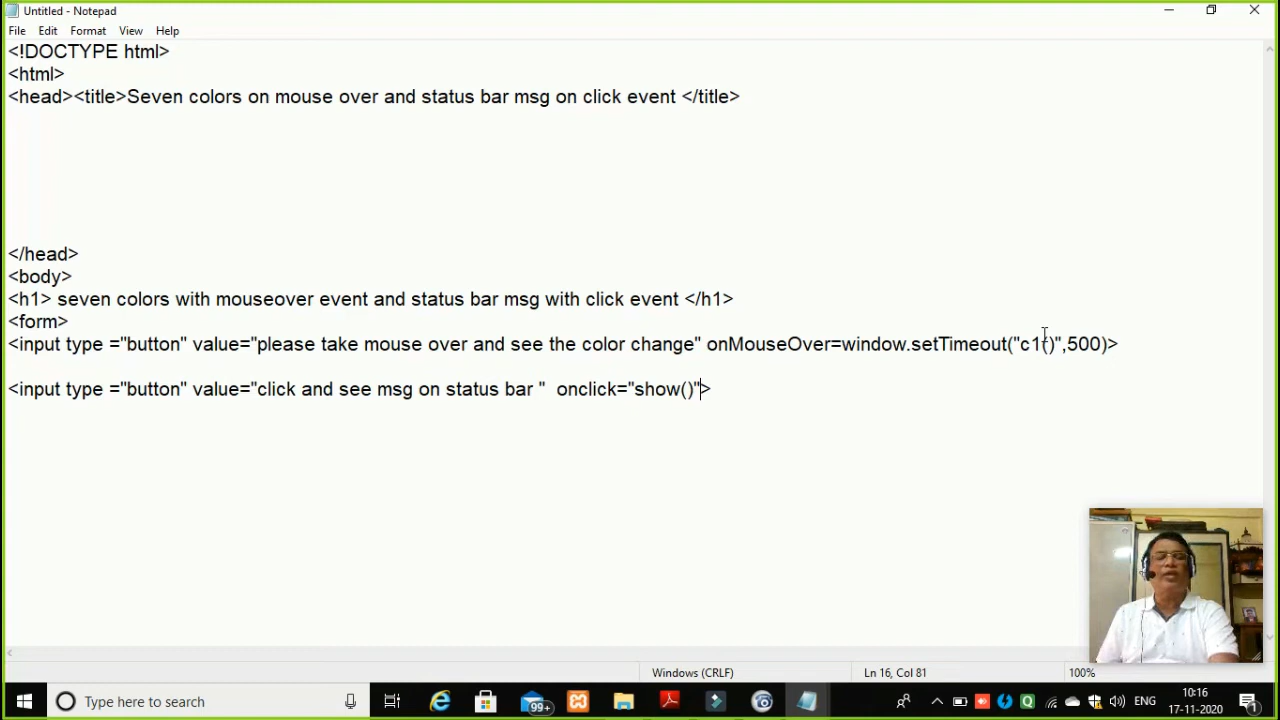 Untitled - Notepad
File Edit Format View Help
<!DOCTYPE html>
<html>
<head><title>Seven colors on mouse over and status bar msg on click event </title>
</head>
<body>
<h1> seven colors with mouseover event and status bar msg with click event </h1>
<form>
<input type ="button" value="please take mouse over and see the color change" onMouseOver=window.setTimeout("c1()",500)>
<input type ="button" value="click and see msg on status bar "  onclick="show()">
Windows (CRLF) Ln 16, Col 81 100%
Type here to search 99+ ENG 10:16
17-11-2020 1